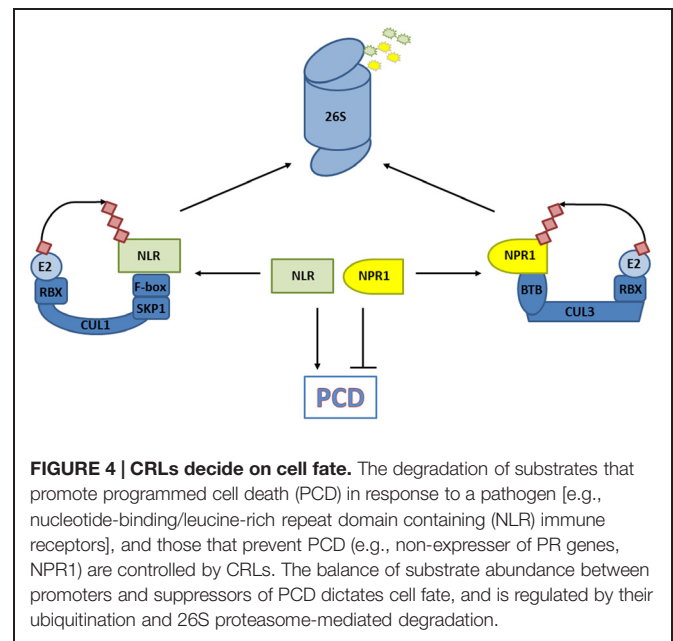 26S
NLR
NPR1
E2
E2
NLR
NPR1
RBX
F-box
BTB
RBX
SKP1
CUL1
CUL3
PCD
FIGURE 4 | CRLs decide on cell fate. The degradation of substrates that
promote programmed cell death (PCD) in response to a pathogen [e.g.,
nucleotide-binding/leucine-rich repeat domain containing (NLR) immune
receptors], and those that prevent PCD (e.g., non-expresser of PR genes,
NPR1) are controlled by CRLs. The balance of substrate abundance between
promoters and suppressors of PCD dictates cell fate, and is regulated by their
ubiquitination and 26S proteasome-mediated degradation.